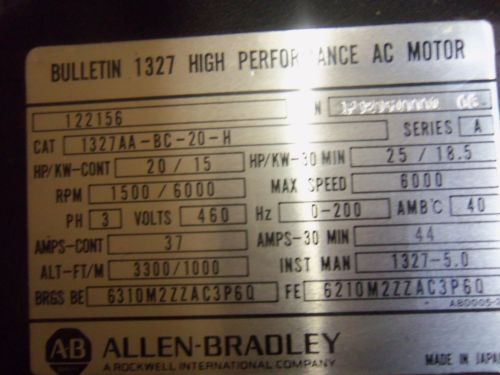 BULLETIN 1327 HIGH PERFORMANCE AC MOTOR
122156 N
CAT 1327AA-BC-20-H SERIES A
HP/KW-CONT 20 / 15 HP/KW-30 MIN 25 / 18.5
RPM 1500 / 6000 MAX SPEED 6000
PH 3 VOLTS 460 Hz 0-200 AMB°C 40
AMPS-CONT 37 AMPS-30 MIN 44
ALT-FT/M 3300/1000 INST MAN 1327-5.0
BRGS BE 6310M2ZZAC3P6Q FE 6210M2ZZAC3P6Q
AB ALLEN-BRADLEY
A ROCKWELL INTERNATIONAL COMPANY
MADE IN JAPAN